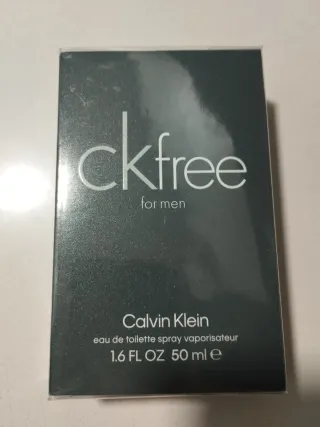 ckfree
for men
Calvin Klein
eau de toilette spray vaporisateur
1.6 FL OZ 50 ml ℮